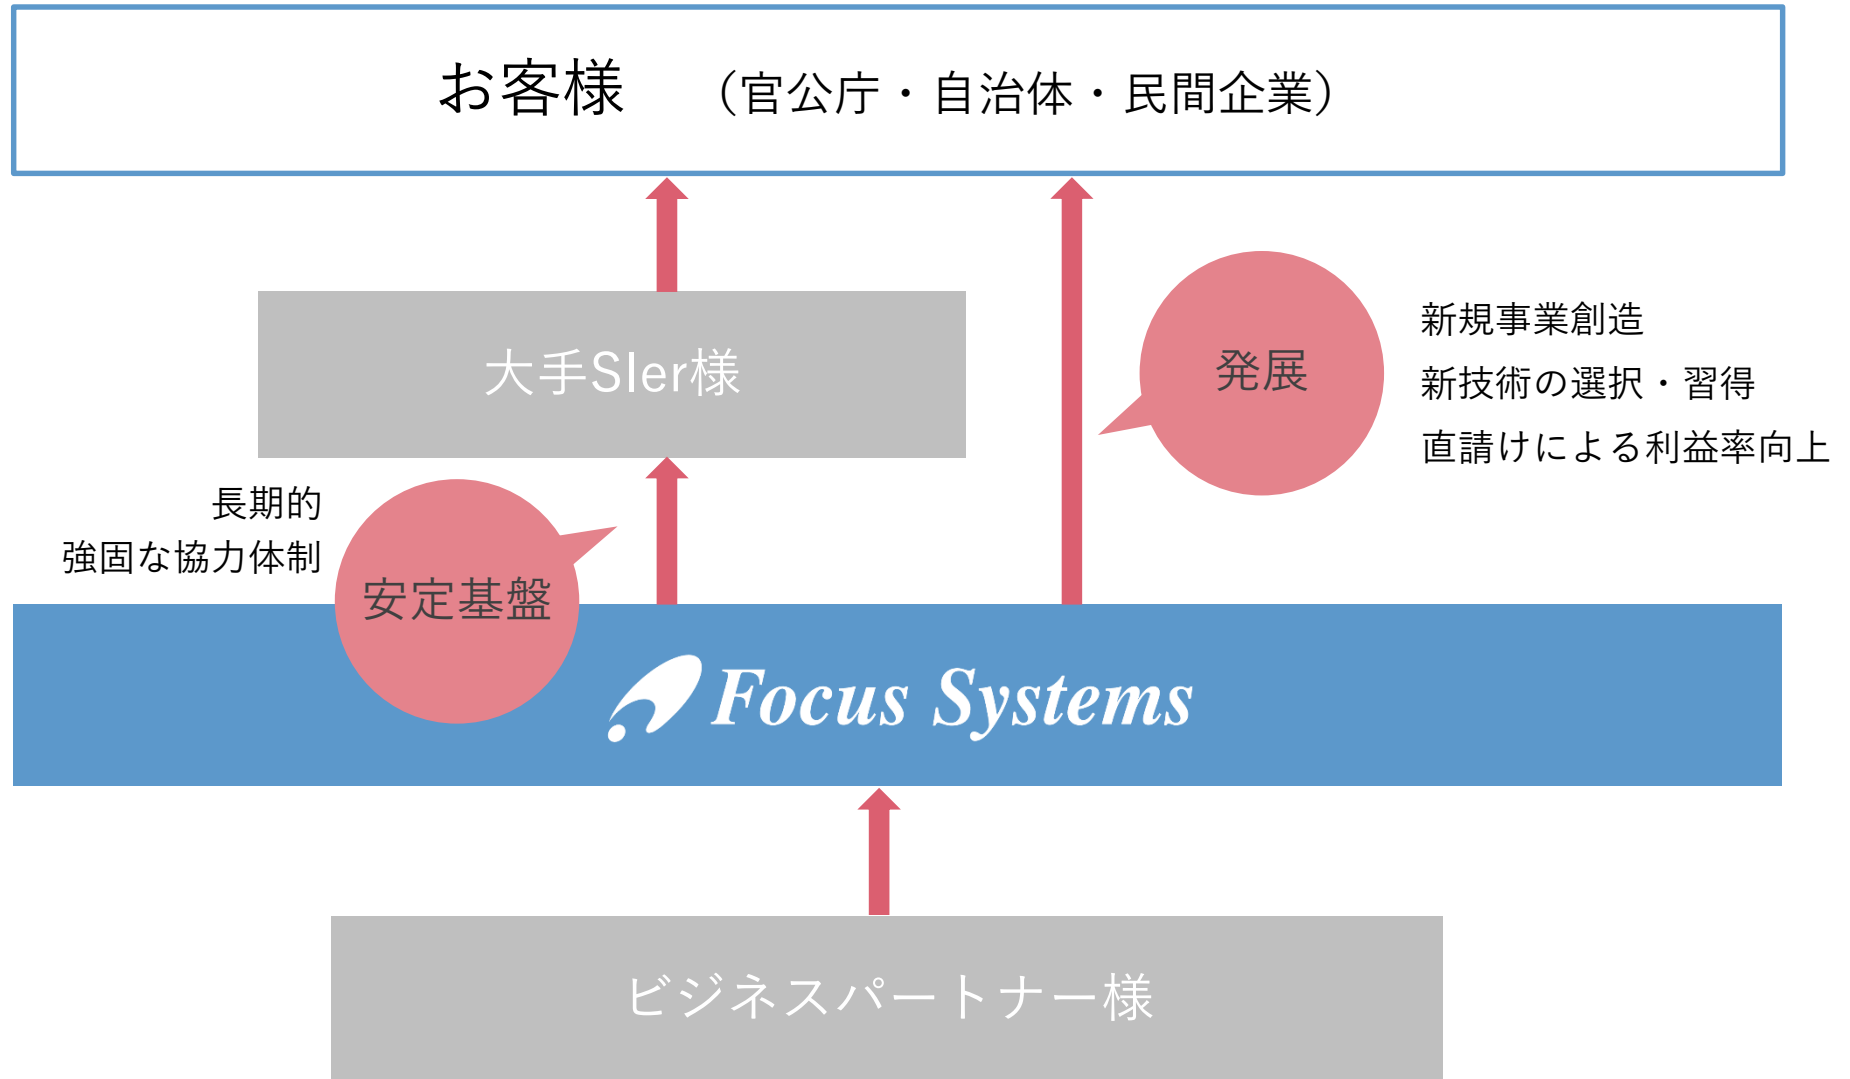 お客様　（官公庁・自治体・民間企業）
大手SIer様
発展
新規事業創造
新技術の選択・習得
直請けによる利益率向上
長期的
強固な協力体制
安定基盤
Focus Systems
ビジネスパートナー様